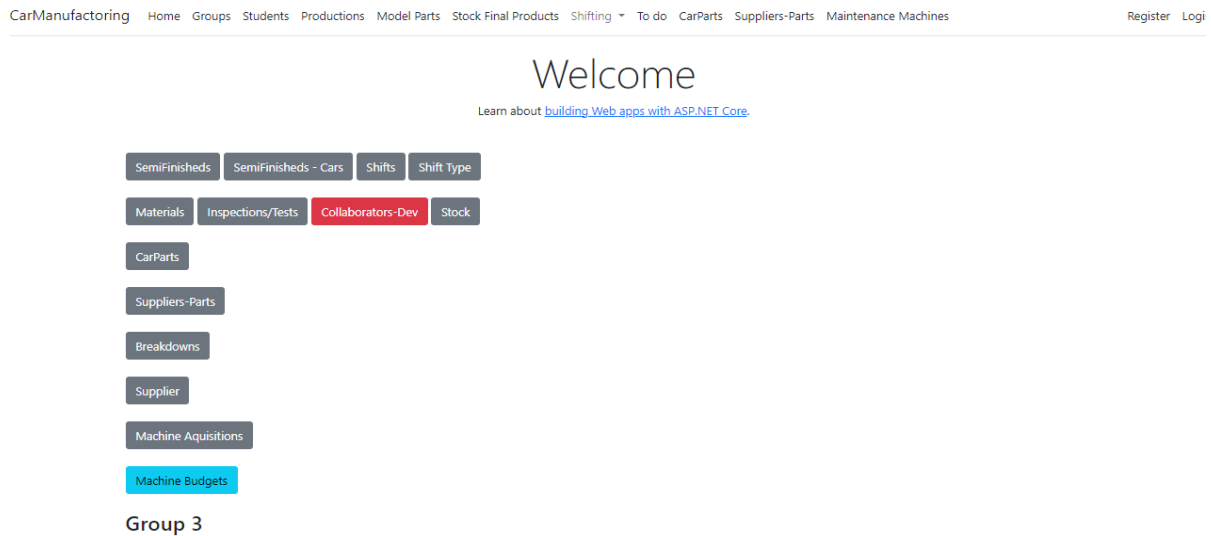 CarManufactoring Home Groups Students Productions Model Parts Stock Final Products Shifting To do CarParts Suppliers-Parts Maintenance Machines Register Logi
Welcome
Learn about building Web apps with ASP.NET Core.
SemiFinisheds SemiFinisheds - Cars Shifts Shift Type
Materials Inspections/Tests Collaborators-Dev Stock
CarParts
Suppliers-Parts
Breakdowns
Supplier
Machine Aquisitions
Machine Budgets
Group 3